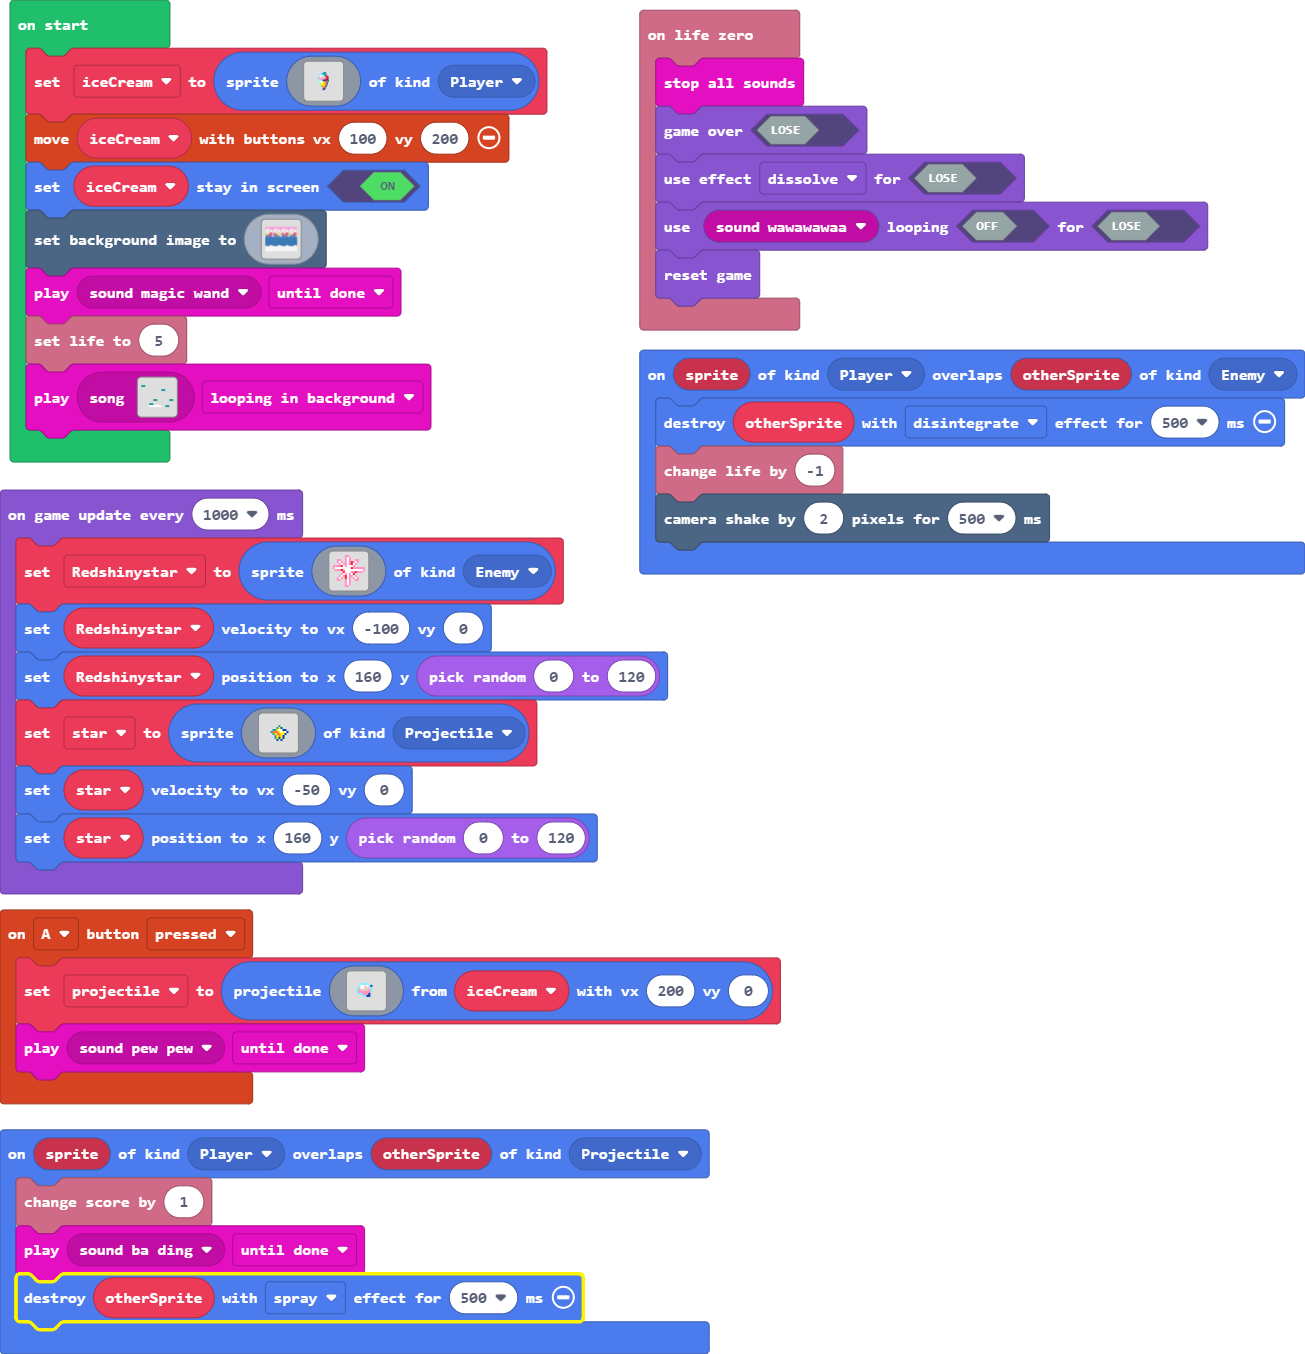 on start
set iceCream to sprite of kind Player
move iceCream with buttons vx 100 vy 200
set iceCream stay in screen ON
set background image to
play sound magic wand until done
set life to 5
play song looping in background
on game update every 1000 ms
set Redshinystar to sprite of kind Enemy
set Redshinystar velocity to vx -100 vy 0
set Redshinystar position to x 160 y pick random 0 to 120
set star to sprite of kind Projectile
set star velocity to vx -50 vy 0
set star position to x 160 y pick random 0 to 120
on A button pressed
set projectile to projectile from iceCream with vx 200 vy 0
play sound pew pew until done
on sprite of kind Player overlaps otherSprite of kind Projectile
change score by 1
play sound ba ding until done
destroy otherSprite with spray effect for 500 ms
on life zero
stop all sounds
game over LOSE
use effect dissolve for LOSE
use sound wawawawaa looping OFF for LOSE
reset game
on sprite of kind Player overlaps otherSprite of kind Enemy
destroy otherSprite with disintegrate effect for 500 ms
change life by -1
camera shake by 2 pixels for 500 ms